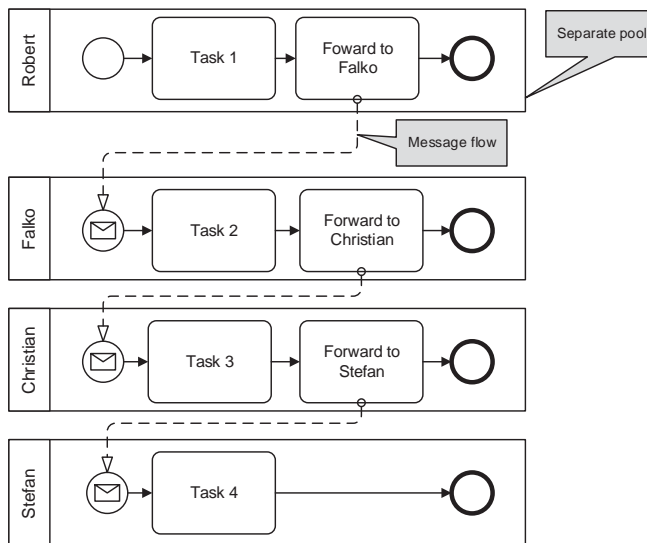 Robert
Task 1
Foward to
Falko
Separate pool
Message flow
Falko
Task 2
Forward to
Christian
Christian
Task 3
Forward to
Stefan
Stefan
Task 4